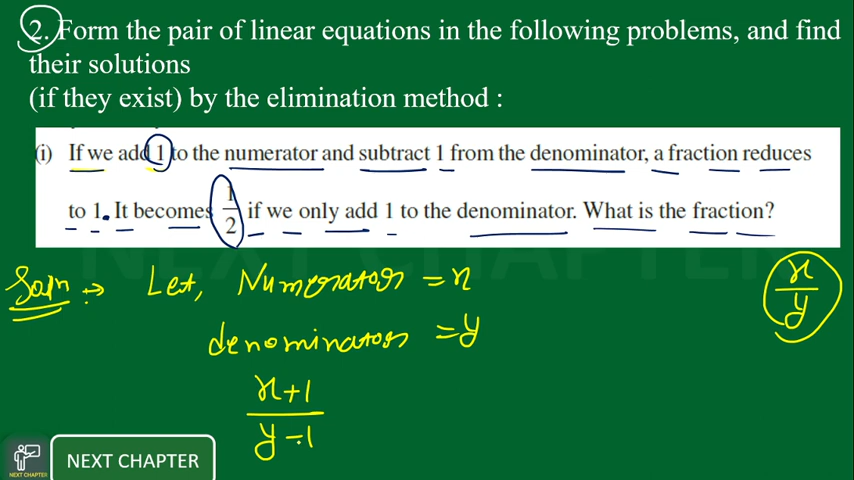 2. Form the pair of linear equations in the following problems, and find
their solutions
(if they exist) by the elimination method :
(i) If we add 1 to the numerator and subtract 1 from the denominator, a fraction reduces
to 1. It becomes 1/2 if we only add 1 to the denominator. What is the fraction?
Soln :→ Let, Numerator = x
x/y
denominator = y
x+1
y-1
NEXT CHAPTER
NEXT CHAPTER